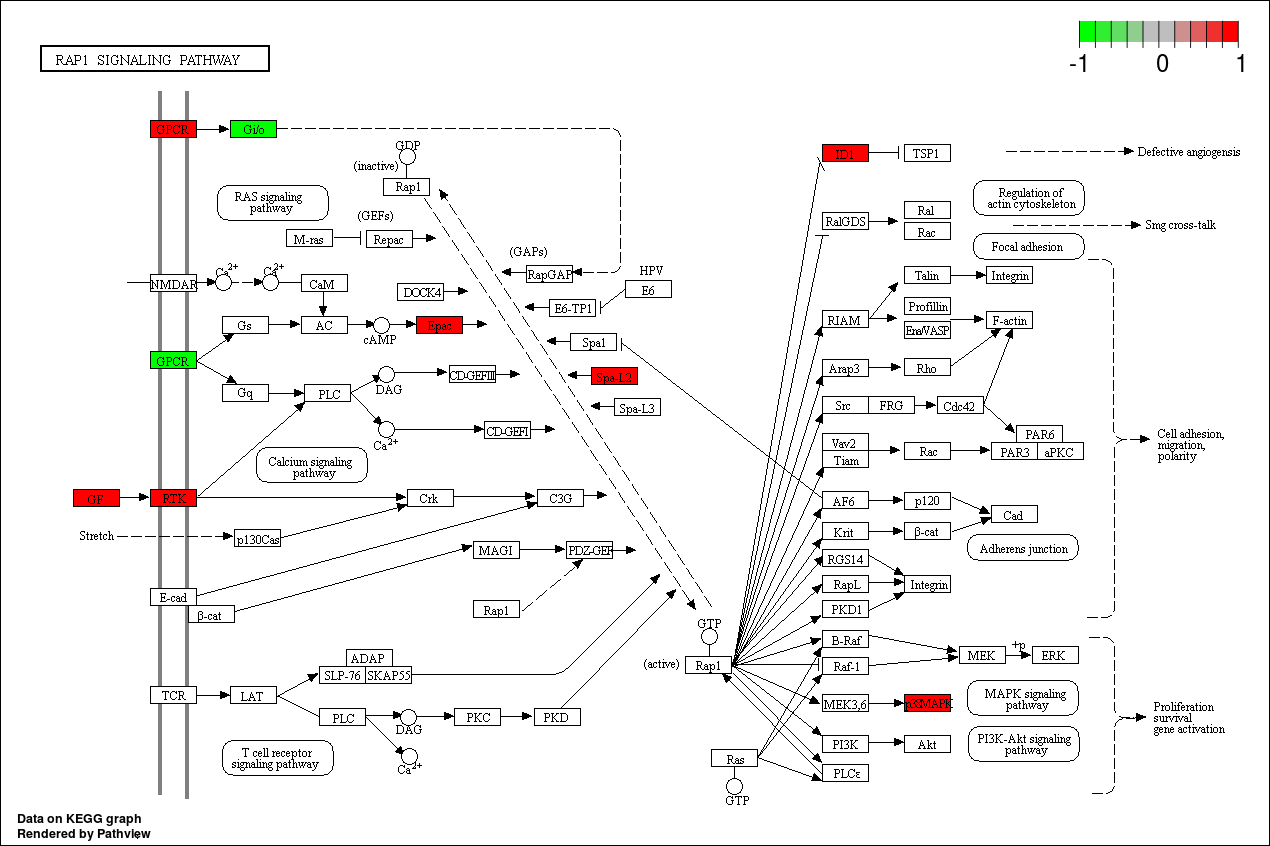 RAP1 SIGNALING PATHWAY
-1
0
1
GPCR
Gi/o
GDP
(inactive)
Rap1
RAS signaling
pathway
(GEFs)
M-ras
Repac
(GAPs)
RapGAP
HPV
E6
E6-TP1
NMDAR
Ca2+
Ca2+
CaM
DOCK4
Gs
AC
cAMP
Epac
Spa1
GPCR
Gq
PLC
DAG
CD-GEFIII
Spa-L2
Spa-L3
Ca2+
CD-GEFI
Calcium signaling
pathway
GF
RTK
Crk
C3G
Stretch
p130Cas
MAGI
PDZ-GEF
E-cad
β-cat
Rap1
GTP
(active)
Rap1
ADAP
SLP-76
SKAP55
TCR
LAT
PLC
DAG
PKC
PKD
Ca2+
T cell receptor
signaling pathway
Ras
GTP
ID1
TSP1
Defective angiogensis
Regulation of
actin cytoskeleton
RalGDS
Ral
Rac
Smg cross-talk
Focal adhesion
Talin
Integrin
RIAM
Profillin
Ena/VASP
F-actin
Arap3
Rho
Src
FRG
Cdc42
PAR6
PAR3
aPKC
Vav2
Tiam
Rac
Cell adhesion,
migration,
polarity
AF6
p120
Cad
Krit
β-cat
Adherens junction
RGS14
RapL
Integrin
PKD1
B-Raf
Raf-1
MEK
+p
ERK
MEK3,6
p38MAPK
MAPK signaling
pathway
PI3K
Akt
PI3K-Akt signaling
pathway
PLCε
Proliferation
survival
gene activation
Data on KEGG graph
Rendered by Pathview